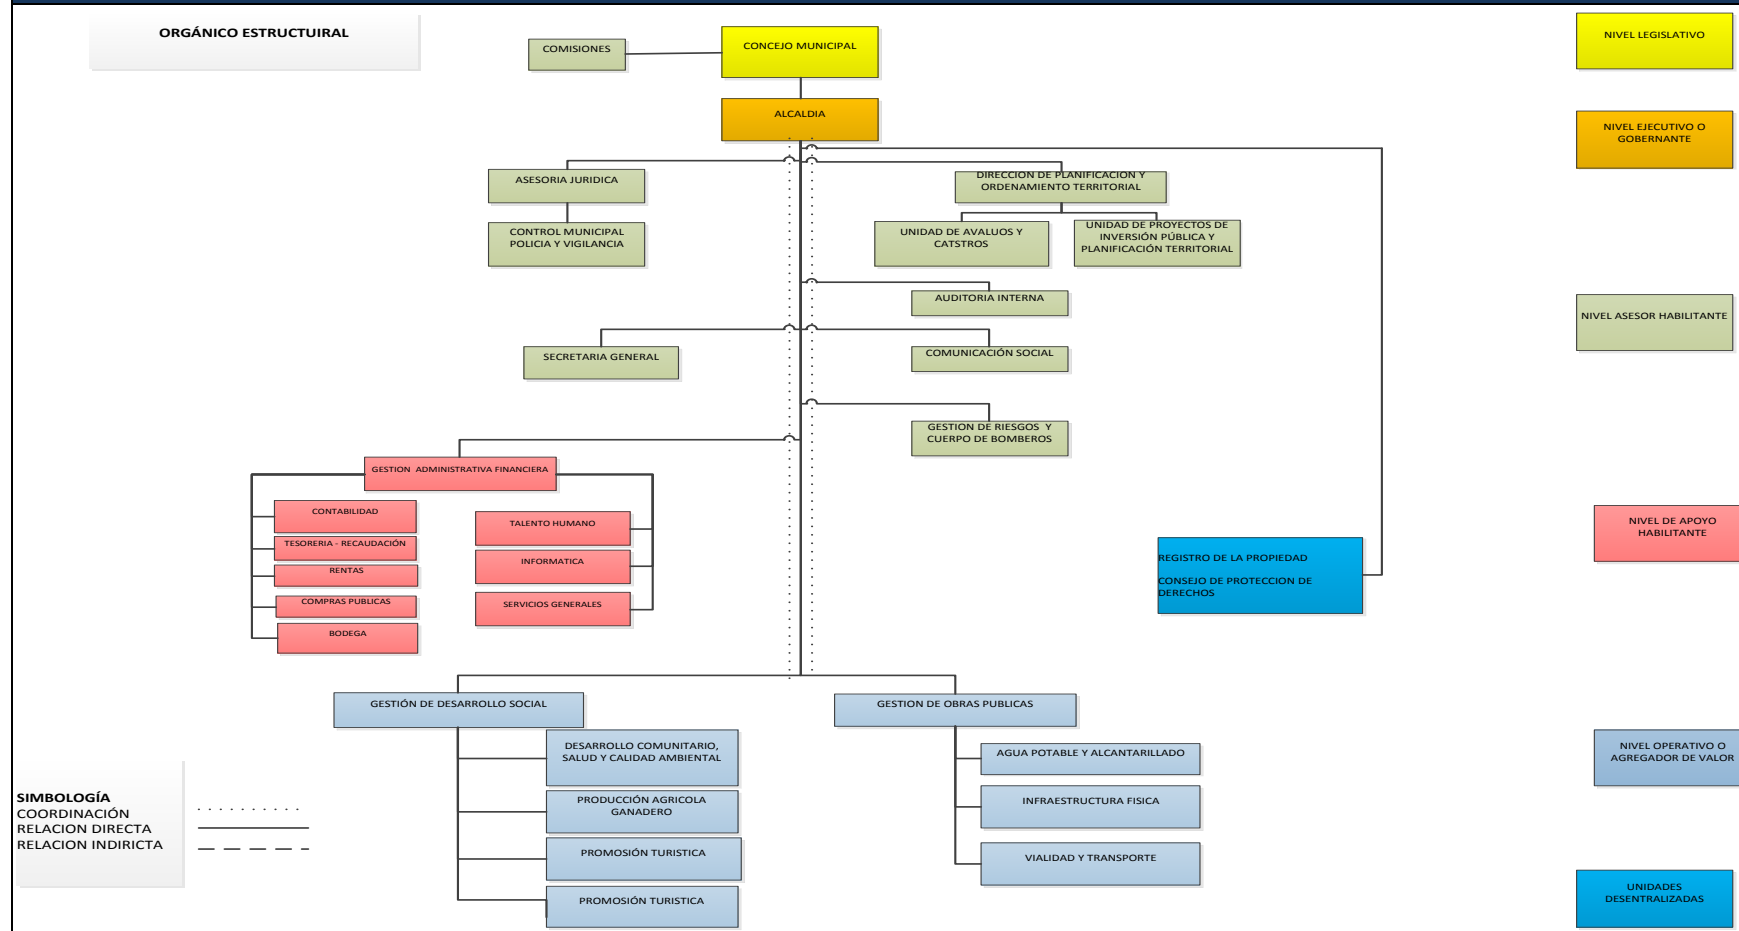 ORGÁNICO ESTRUCTUIRAL
COMISIONES
CONCEJO MUNICIPAL
NIVEL LEGISLATIVO
ALCALDIA
NIVEL EJECUTIVO O
GOBERNANTE
ASESORIA JURIDICA
DIRECCION DE PLANIFICACION Y
ORDENAMIENTO TERRITORIAL
CONTROL MUNICIPAL
POLICIA Y VIGILANCIA
UNIDAD DE AVALUOS Y
CATSTROS
UNIDAD DE PROYECTOS DE
INVERSIÓN PÚBLICA Y
PLANIFICACIÓN TERRITORIAL
AUDITORIA INTERNA
NIVEL ASESOR HABILITANTE
SECRETARIA GENERAL
COMUNICACIÓN SOCIAL
GESTION DE RIESGOS Y
CUERPO DE BOMBEROS
GESTION ADMINISTRATIVA FINANCIERA
CONTABILIDAD
TESORERIA - RECAUDACIÓN
RENTAS
COMPRAS PUBLICAS
BODEGA
TALENTO HUMANO
INFORMATICA
SERVICIOS GENERALES
NIVEL DE APOYO
HABILITANTE
REGISTRO DE LA PROPIEDAD
CONSEJO DE PROTECCION DE
DERECHOS
GESTIÓN DE DESARROLLO SOCIAL
GESTION DE OBRAS PUBLICAS
DESARROLLO COMUNITARIO,
SALUD Y CALIDAD AMBIENTAL
PRODUCCIÓN AGRICOLA
GANADERO
PROMOSIÓN TURISTICA
PROMOSIÓN TURISTICA
AGUA POTABLE Y ALCANTARILLADO
INFRAESTRUCTURA FISICA
VIALIDAD Y TRANSPORTE
NIVEL OPERATIVO O
AGREGADOR DE VALOR
SIMBOLOGÍA
COORDINACIÓN
RELACION DIRECTA
RELACION INDIRICTA
UNIDADES
DESENTRALIZADAS